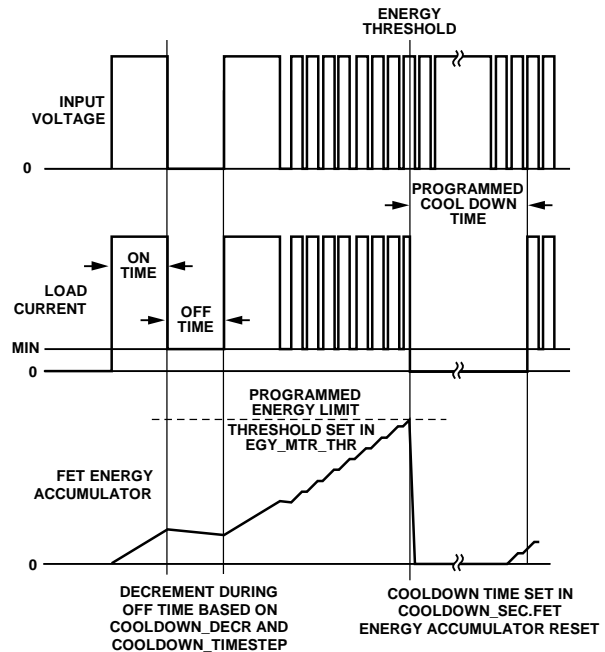 ENERGY
THRESHOLD
INPUT
VOLTAGE
0
PROGRAMMED
COOL DOWN
TIME
ON
TIME
LOAD
CURRENT
OFF
TIME
MIN
0
PROGRAMMED
ENERGY LIMIT
THRESHOLD SET IN
EGY_MTR_THR
FET ENERGY
ACCUMULATOR
0
DECREMENT DURING
OFF TIME BASED ON
COOLDOWN_DECR AND
COOLDOWN_TIMESTEP
COOLDOWN TIME SET IN
COOLDOWN_SEC.FET
ENERGY ACCUMULATOR RESET